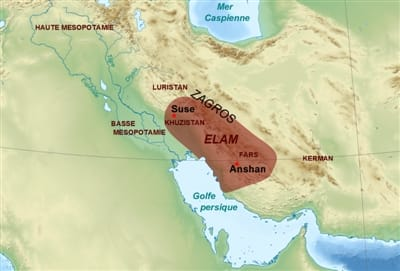 Mer
Caspienne
HAUTE MESOPOTAMIE
LURISTAN
ZAGROS
Suse
KHUZISTAN
BASSE
MESOPOTAMIE
ELAM
FARS
KERMAN
Anshan
Golfe
persique